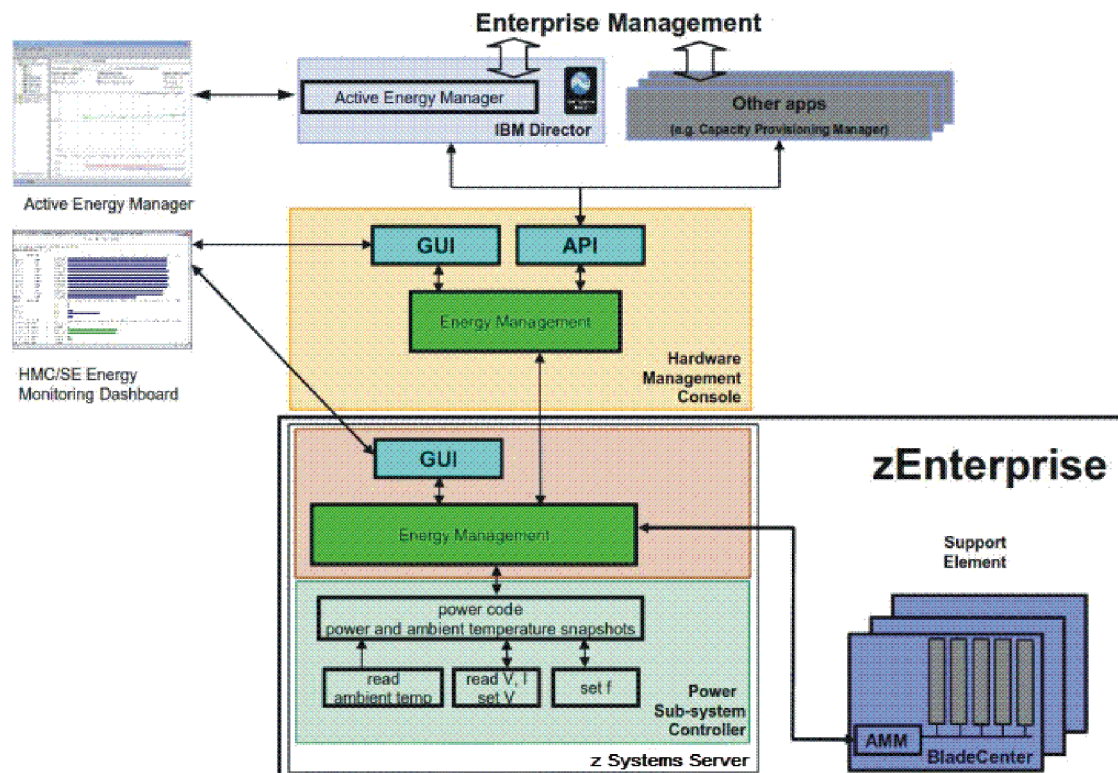 Enterprise Management
Active Energy Manager
IBM Director
Other apps
(e.g. Capacity Provisioning Manager)
Active Energy Manager
GUI
API
Energy Management
Hardware
Management
Console
HMC/SE Energy
Monitoring Dashboard
zEnterprise
GUI
Energy Management
Support
Element
power code
power and ambient temperature snapshots
read
ambient temp
read V, I
set V
set f
Power
Sub-system
Controller
AMM
BladeCenter
z Systems Server